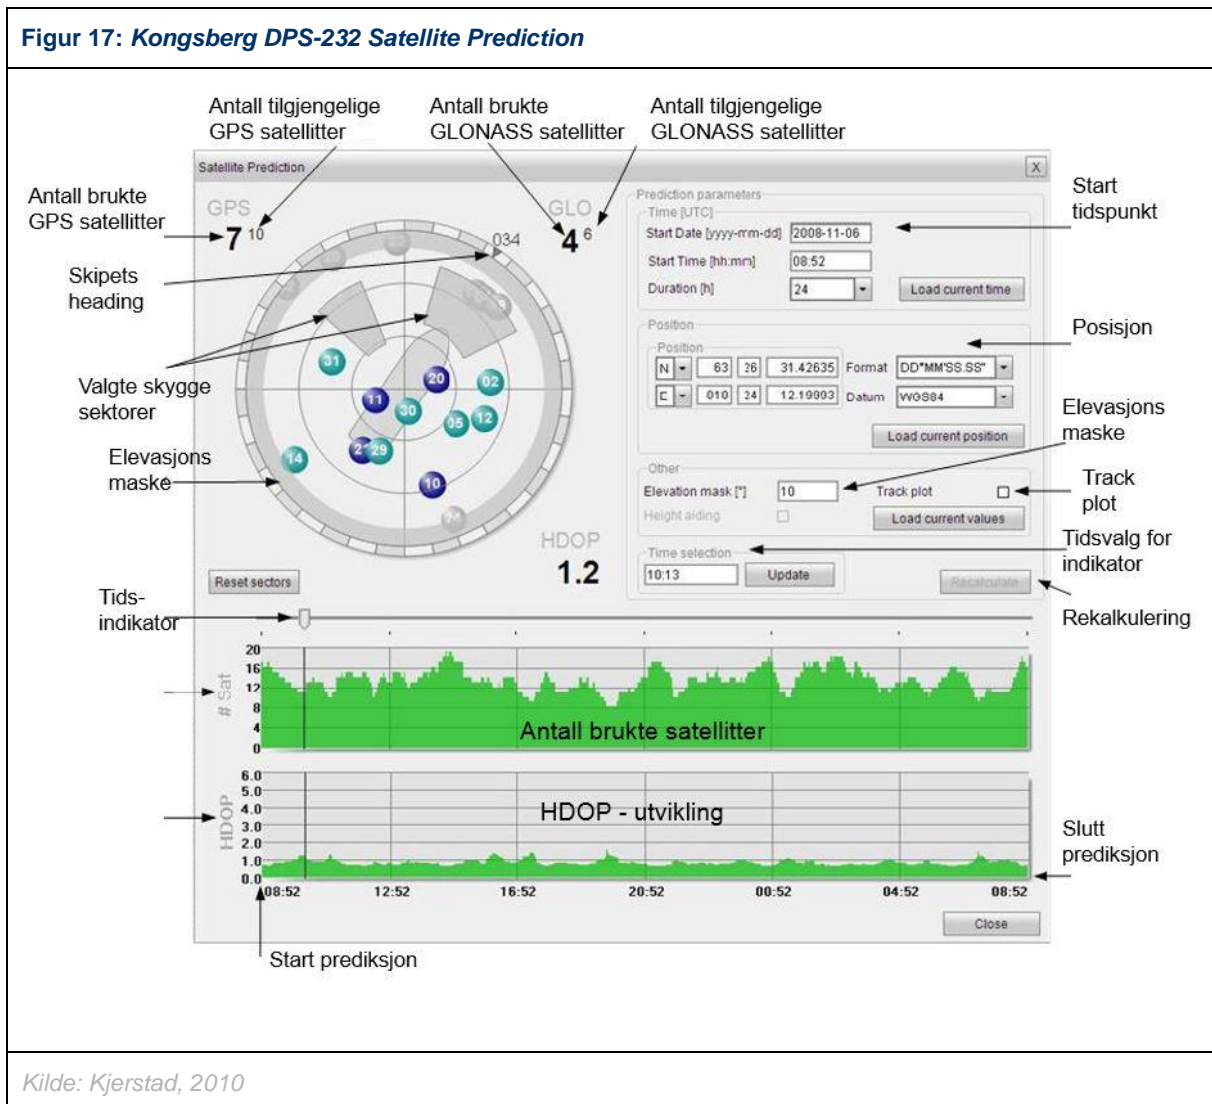 Figur 17: Kongsberg DPS-232 Satellite Prediction
Antall tilgjengelige
GPS satellitter
Antall brukte
GLONASS satellitter
Antall tilgjengelige
GLONASS satellitter
Antall brukte
GPS satellitter
Skipets
heading
Valgte skygge
sektorer
Elevasjons
maske
Tids-
indikator
Start
tidspunkt
Posisjon
Elevasjons
maske
Track
plot
Tidsvalg for
indikator
Rekalkulering
Slutt
prediksjon
Start prediksjon
Satellite Prediction
X
GPS
7 10
GLO
4 6
034
31
20
02
11
30
05
12
29
14
10
HDOP
1.2
Reset sectors
Prediction parameters
Time [UTC]
Start Date [yyyy-mm-dd] 2008-11-06
Start Time [hh:mm] 08:52
Duration [h] 24 Load current time
Position
Position
N 63 26 31.42635 Format DD°MM'SS.SS"
E 010 24 12.19993 Datum WGS84
Load current position
Other
Elevation mask [°] 10 Track plot
Height aiding Load current values
Time selection
10:13 Update
Recalculate
# Sat
20
16
12
8
4
0
Antall brukte satellitter
HDOP
6.0
5.0
4.0
3.0
2.0
1.0
0.0
HDOP - utvikling
08:52 12:52 16:52 20:52 00:52 04:52 08:52
Close
Kilde: Kjerstad, 2010